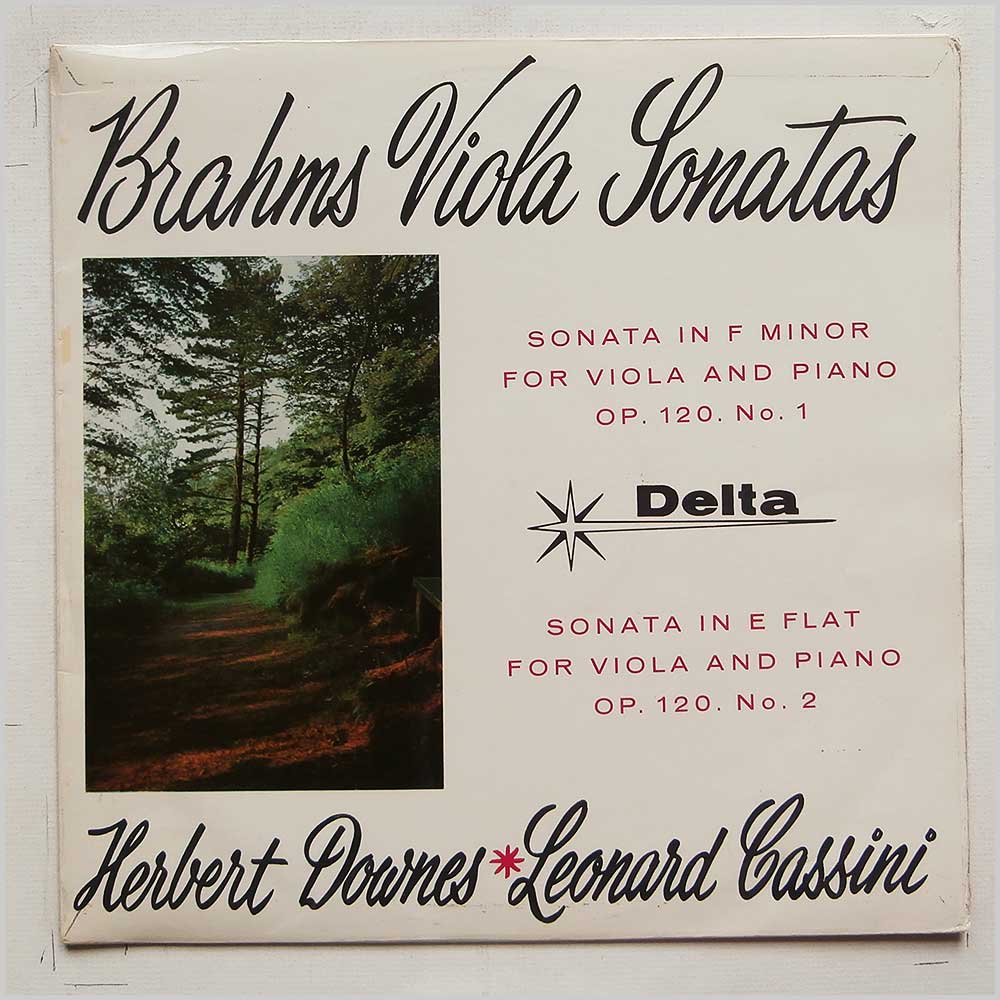 Brahms Viola Sonatas
SONATA IN F MINOR
FOR VIOLA AND PIANO
OP. 120. No. 1
Delta
SONATA IN E FLAT
FOR VIOLA AND PIANO
OP. 120. No. 2
Herbert Downes * Leonard Cassini